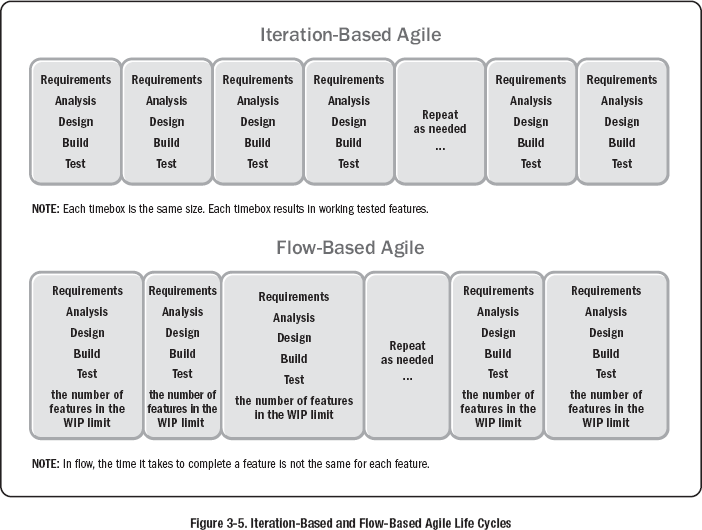 Iteration-Based Agile
Requirements
Analysis
Design
Build
Test
Requirements
Analysis
Design
Build
Test
Requirements
Analysis
Design
Build
Test
Requirements
Analysis
Design
Build
Test
Repeat
as needed
...
Requirements
Analysis
Design
Build
Test
Requirements
Analysis
Design
Build
Test
NOTE: Each timebox is the same size. Each timebox results in working tested features.
Flow-Based Agile
Requirements
Analysis
Design
Build
Test
the number of
features in the
WIP limit
Requirements
Analysis
Design
Build
Test
the number of
features in the
WIP limit
Requirements
Analysis
Design
Build
Test
the number of features
in the WIP limit
Repeat
as needed
...
Requirements
Analysis
Design
Build
Test
the number of
features in the
WIP limit
Requirements
Analysis
Design
Build
Test
the number of
features in the
WIP limit
NOTE: In flow, the time it takes to complete a feature is not the same for each feature.
Figure 3-5. Iteration-Based and Flow-Based Agile Life Cycles